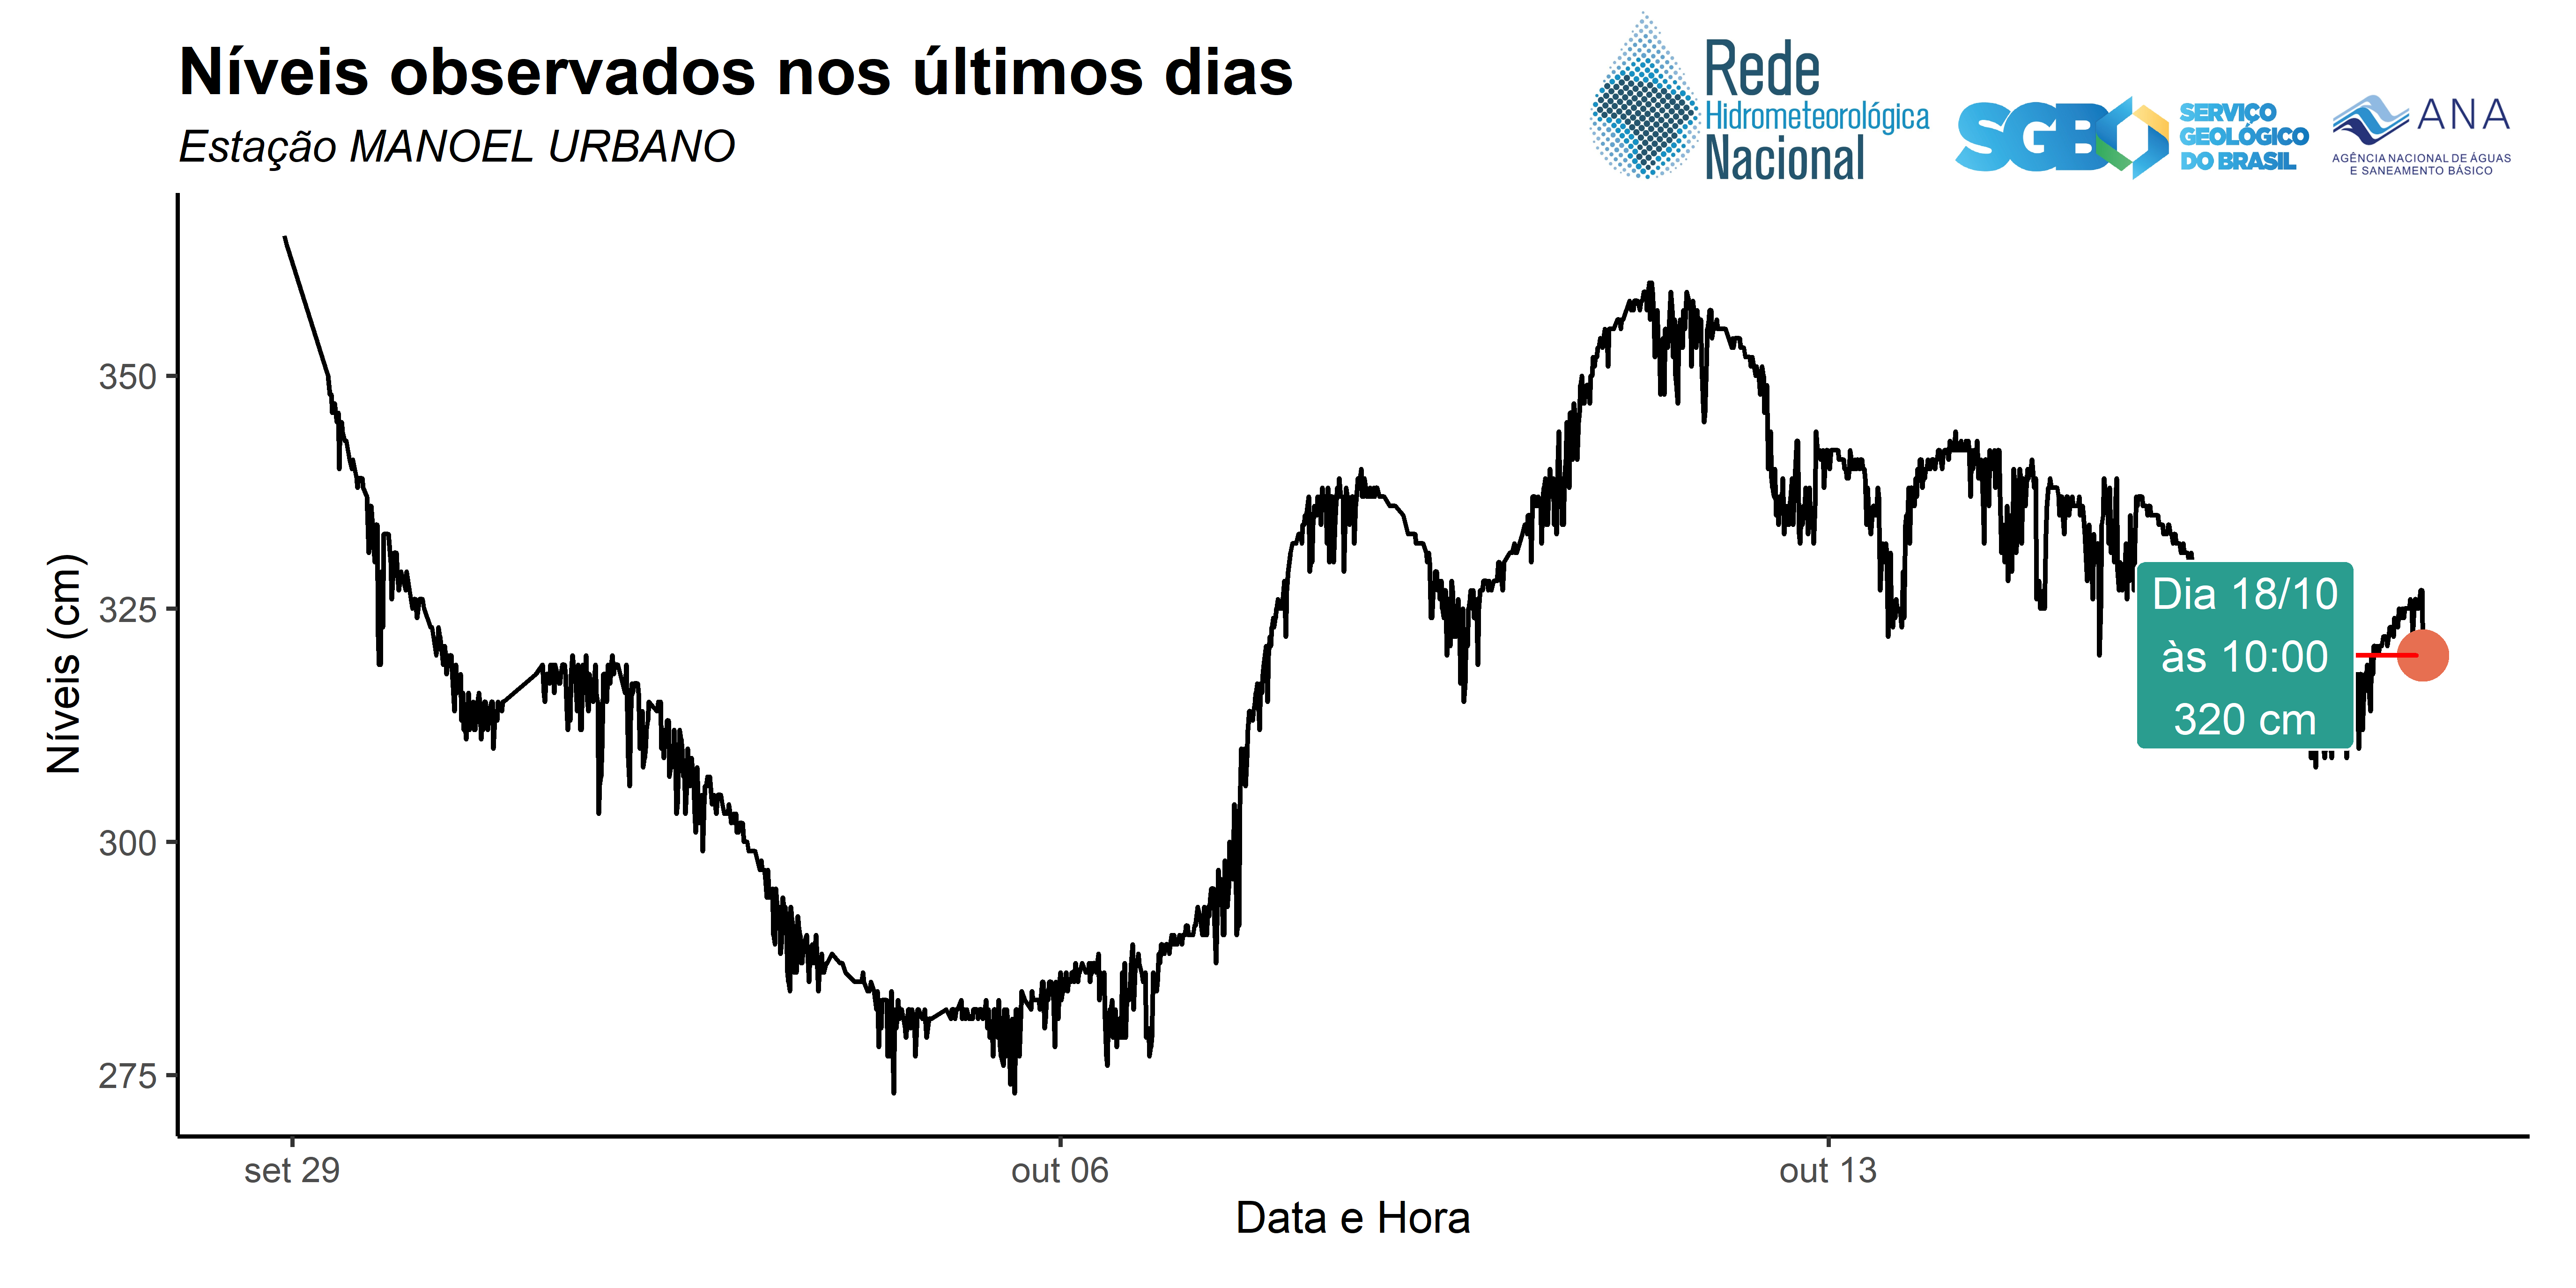 Níveis observados nos últimos dias
Estação MANOEL URBANO
Rede
Hidrometeorológica
Nacional
SGB
SERVIÇO
GEOLÓGICO
DO BRASIL
ANA
AGÊNCIA NACIONAL DE ÁGUAS
E SANEAMENTO BÁSICO
Níveis (cm)
350
325
300
275
Dia 18/10
às 10:00
320 cm
set 29
out 06
out 13
Data e Hora